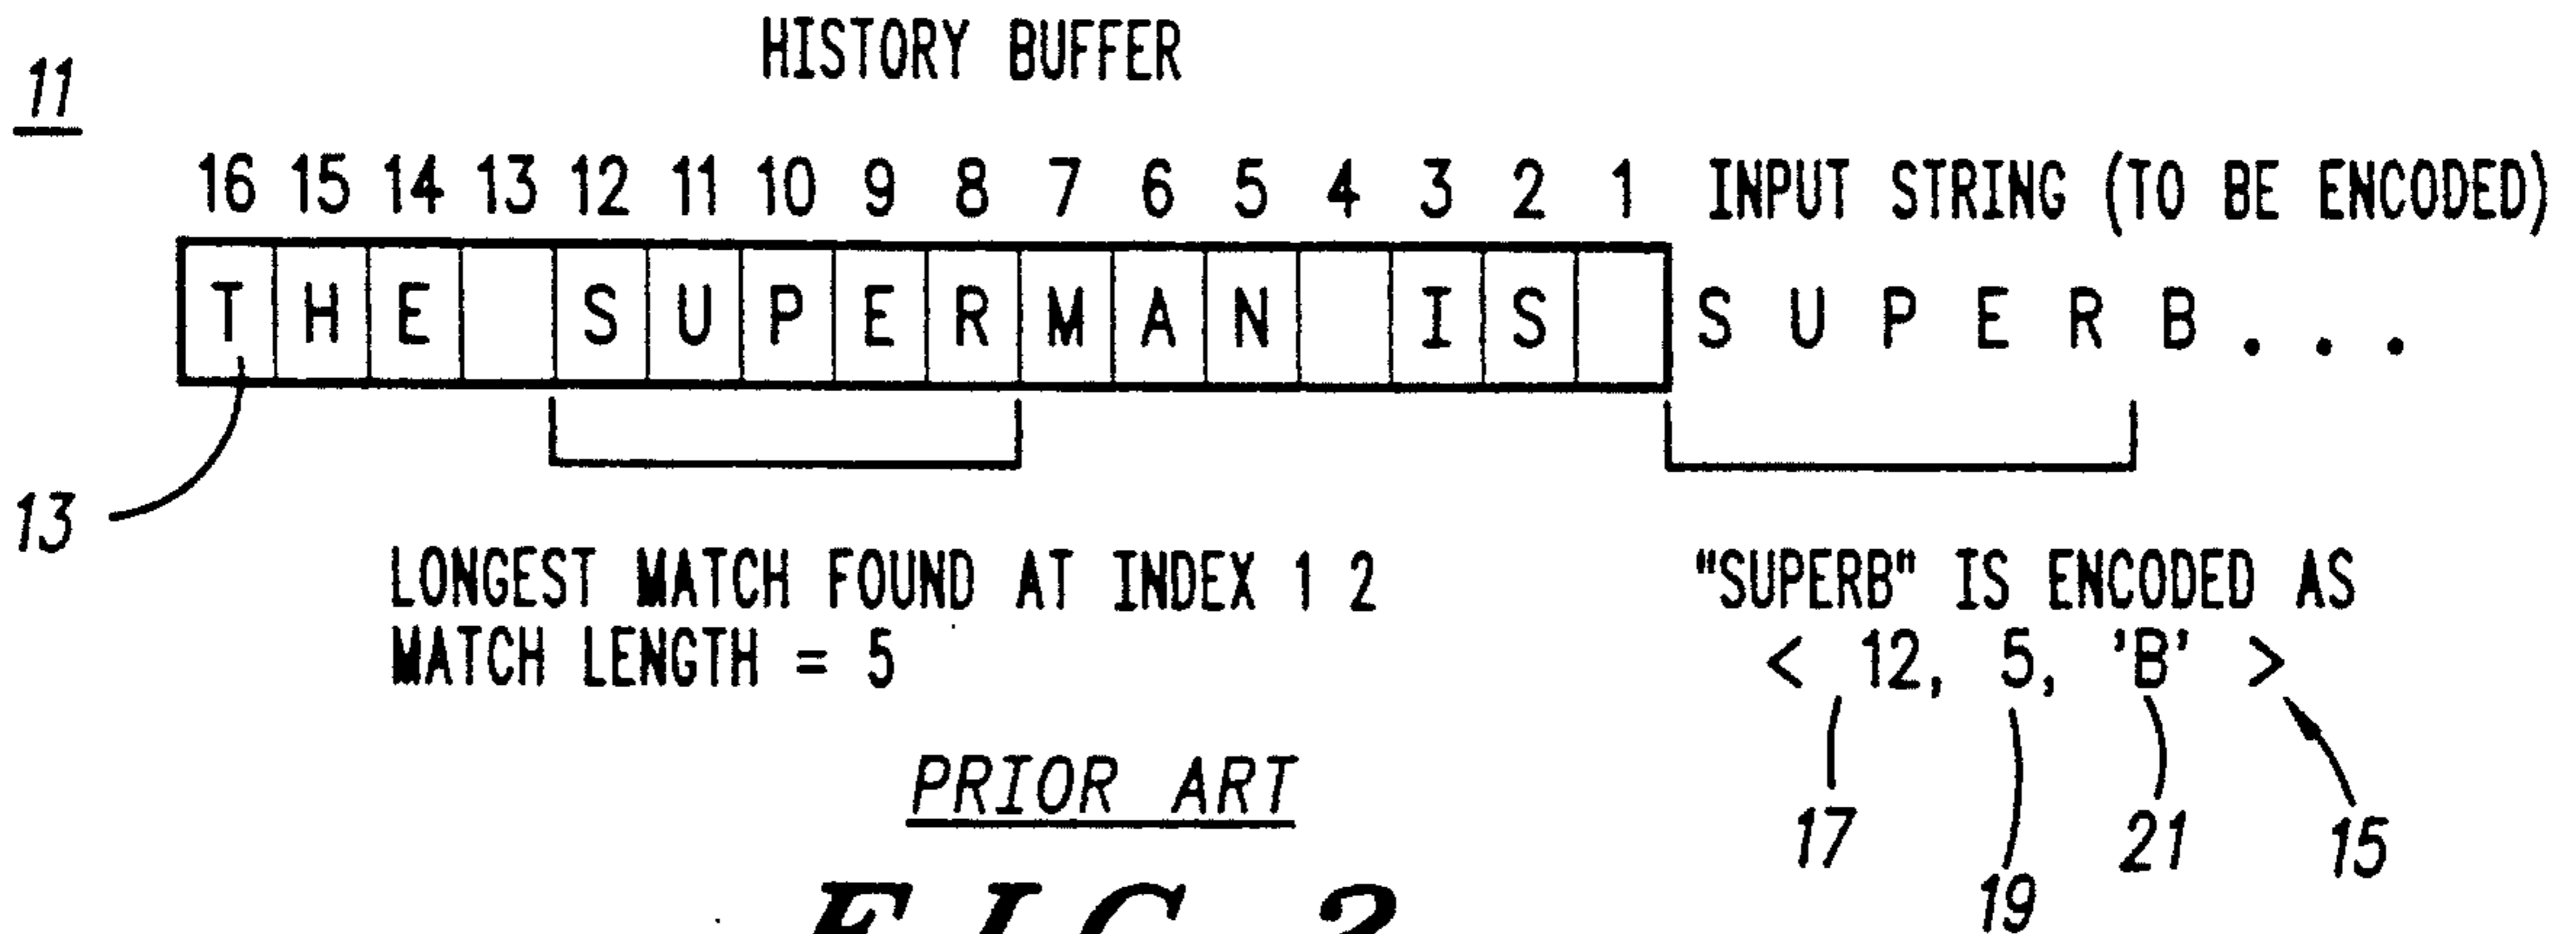 HISTORY BUFFER
11
16 15 14 13 12 11 10 9 8 7 6 5 4 3 2 1 INPUT STRING (TO BE ENCODED)
T H E S U P E R M A N I S S U P E R B . . .
13
LONGEST MATCH FOUND AT INDEX 1 2
MATCH LENGTH = 5
"SUPERB" IS ENCODED AS
< 12, 5, 'B' >
17 19 21 15
PRIOR ART
FIG. 2